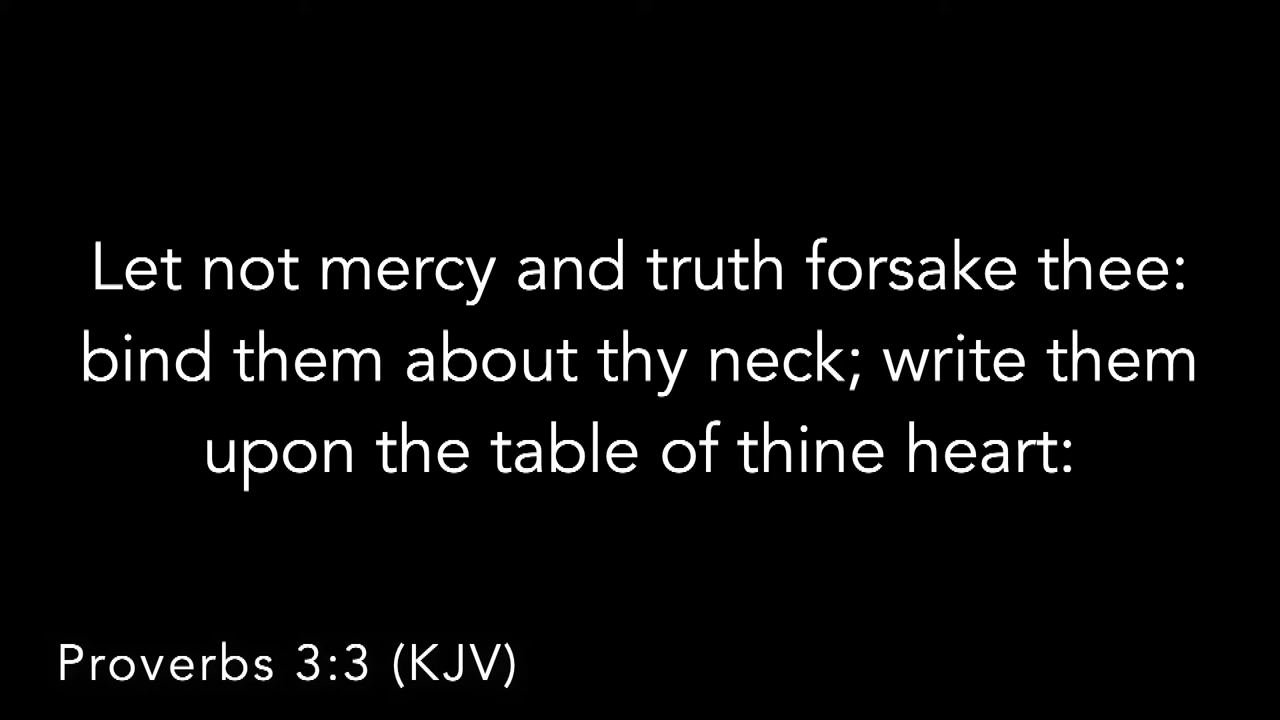 Let not mercy and truth forsake thee:
bind them about thy neck; write them
upon the table of thine heart:
Proverbs 3:3 (KJV)